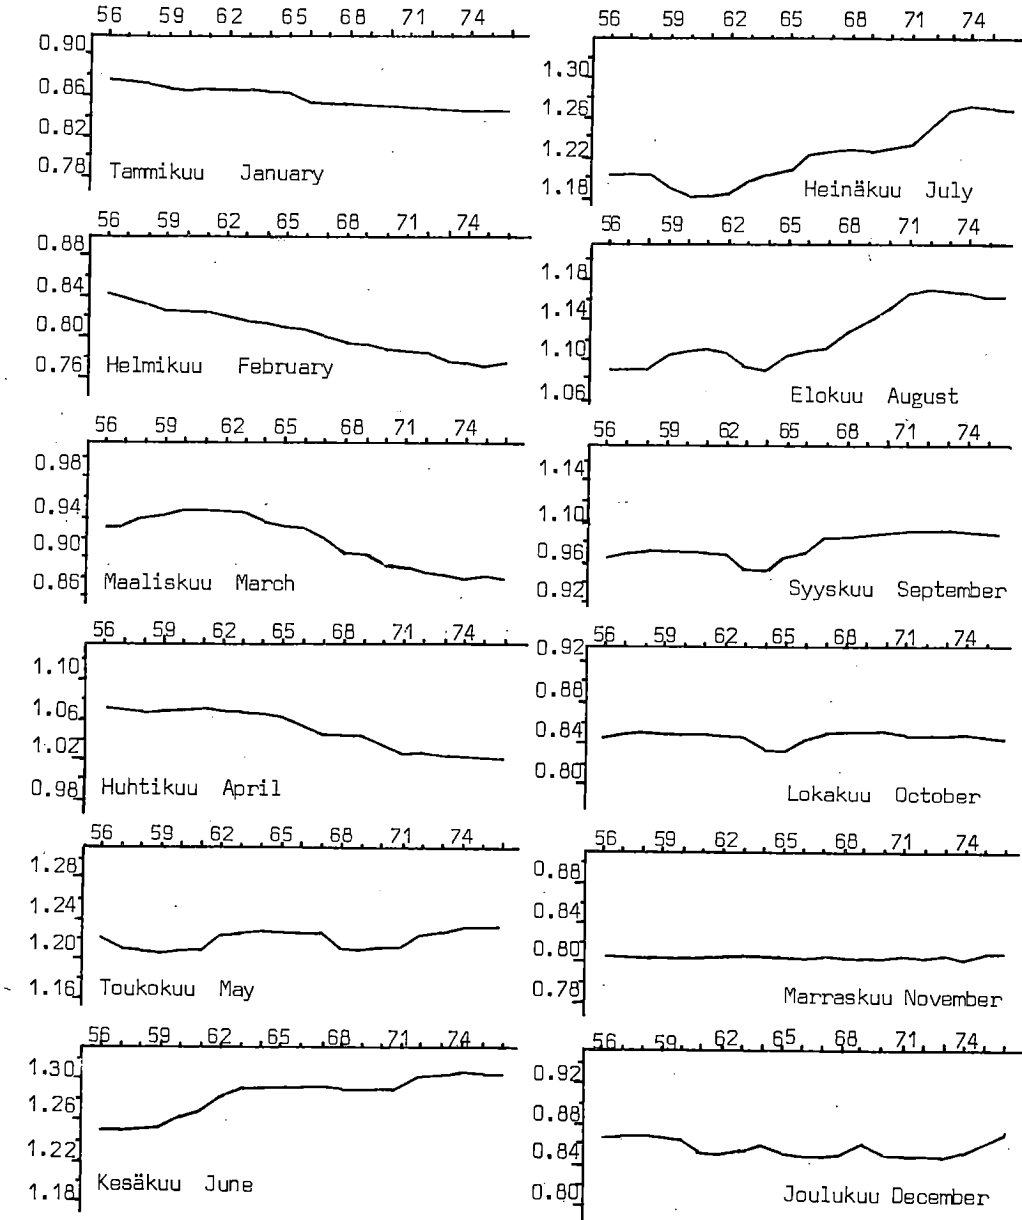 56 59 62 65 68 71 74
0.90
0.86
0.82
0.78
Tammikuu January
56 59 62 65 68 71 74
0.88
0.84
0.80
0.76
Helmikuu February
56 59 62 65 68 71 74
0.98
0.94
0.90
0.86
Maaliskuu March
56 59 62 65 68 71 74
1.10
1.06
1.02
0.98
Huhtikuu April
56 59 62 65 68 71 74
1.28
1.24
1.20
1.16
Toukokuu May
56 59 62 65 68 71 74
1.30
1.26
1.22
1.18
Kesäkuu June
56 59 62 65 68 71 74
1.30
1.26
1.22
1.18
Heinäkuu July
56 59 62 65 68 71 74
1.18
1.14
1.10
1.06
Elokuu August
56 59 62 65 68 71 74
1.14
1.10
0.96
0.92
Syyskuu September
56 59 62 65 68 71 74
0.92
0.88
0.84
0.80
Lokakuu October
56 59 62 65 68 71 74
0.88
0.84
0.80
0.78
Marraskuu November
56 59 62 65 68 71 74
0.92
0.88
0.84
0.80
Joulukuu December